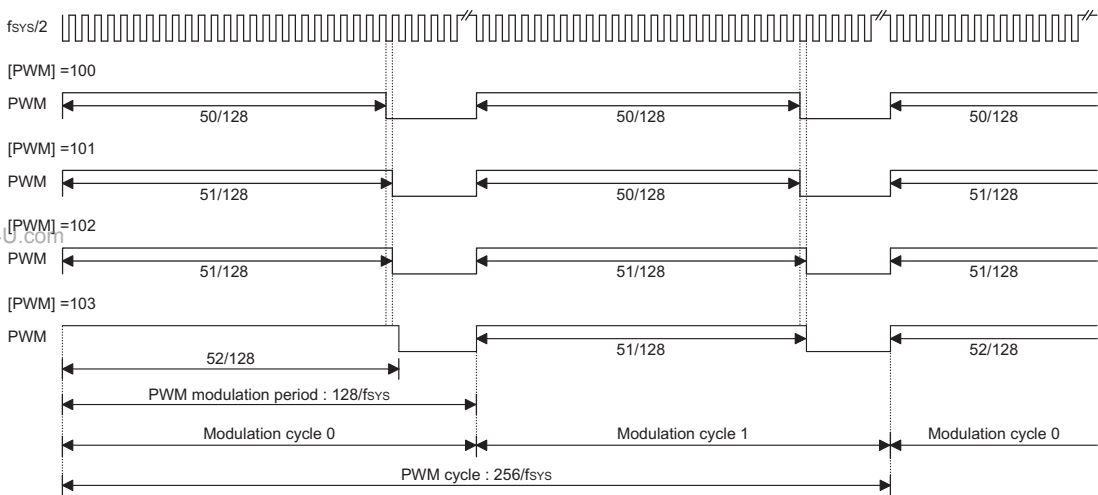 fSYS/2
[PWM] =100
PWM
50/128 50/128 50/128
[PWM] =101
PWM
51/128 50/128 51/128
[PWM] =102
U.com
PWM
51/128 51/128 51/128
[PWM] =103
PWM
52/128 51/128 52/128
PWM modulation period : 128/fSYS
Modulation cycle 0 Modulation cycle 1 Modulation cycle 0
PWM cycle : 256/fSYS